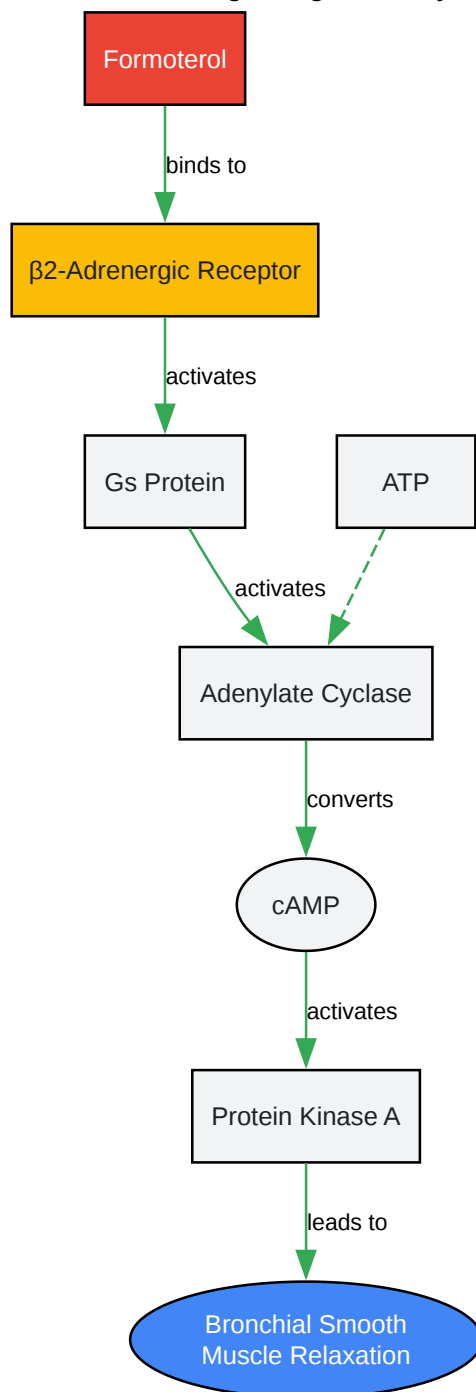 Formoterol
binds to
β2-Adrenergic Receptor
activates
Gs Protein
ATP
activates
Adenylate Cyclase
converts
cAMP
activates
Protein Kinase A
leads to
Bronchial Smooth
Muscle Relaxation